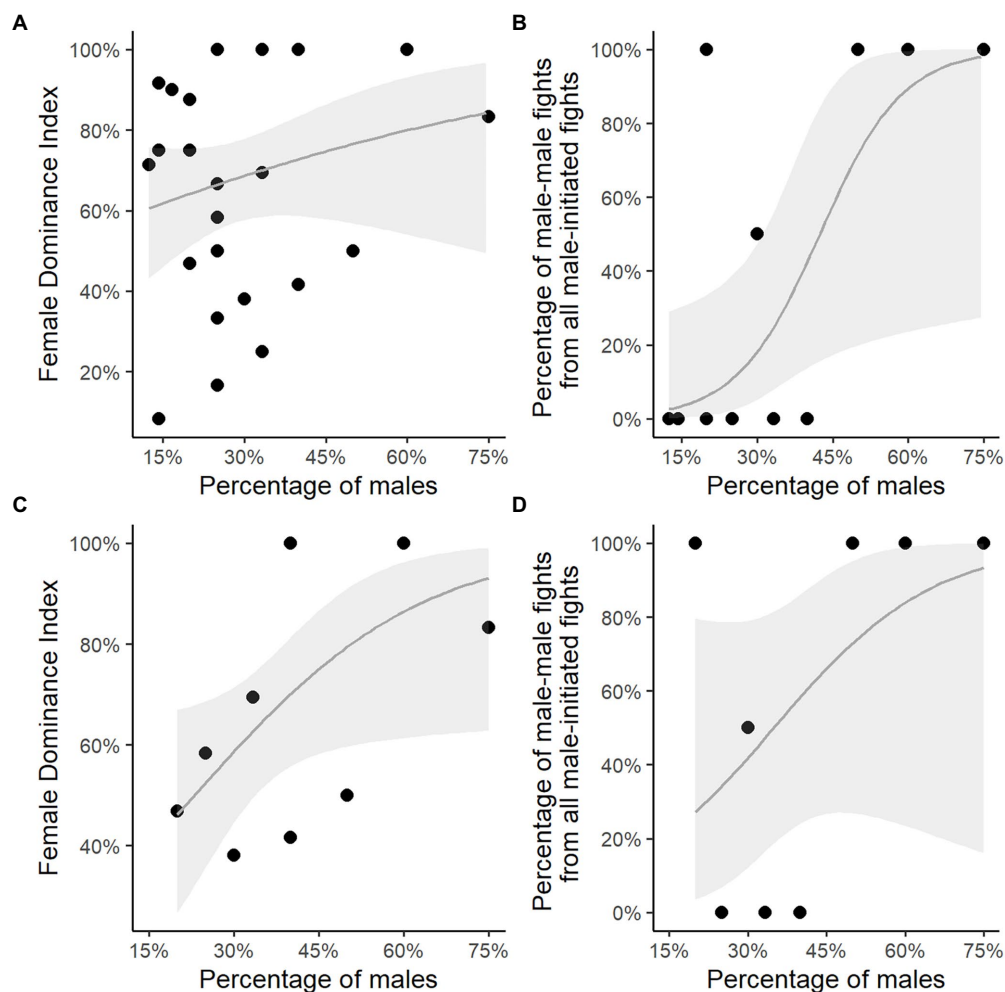 A
Female Dominance Index
100%
80%
60%
40%
20%
15%
30%
45%
60%
75%
Percentage of males
B
Percentage of male-male fights
from all male-initiated fights
100%
80%
60%
40%
20%
0%
15%
30%
45%
60%
75%
Percentage of males
C
Female Dominance Index
100%
80%
60%
40%
15%
30%
45%
60%
75%
Percentage of males
D
Percentage of male-male fights
from all male-initiated fights
100%
80%
60%
40%
20%
0%
15%
30%
45%
60%
75%
Percentage of males